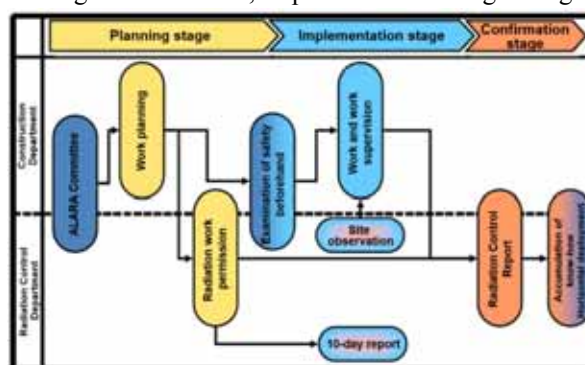 Planning stage
Implementation stage
Confirmation
stage
Construction
Department
Radiation Control
Department
ALARA Committee
Work planning
Radiation work
permission
Examination of safety
beforehand
Work and work
supervision
Site
observation
10-day report
Radiation Control
Report
Accumulation of
know-how